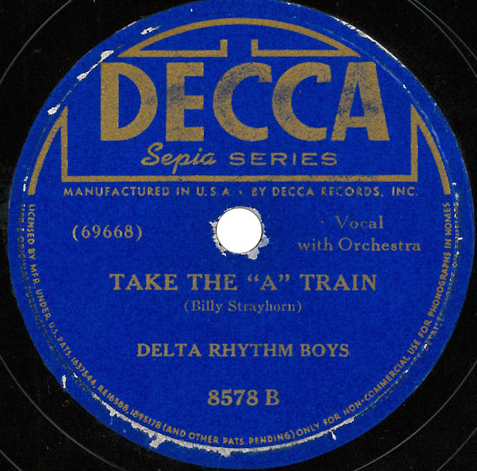 DECCA
Sepia SERIES
MANUFACTURED IN U.S.A. · BY DECCA RECORDS, INC.
(69668)
· Vocal
with Orchestra
TAKE THE "A" TRAIN
(Billy Strayhorn)
DELTA RHYTHM BOYS
8578 B
LICENSED BY MFR. UNDER U.S. PATS. 1637544, RE.16588, 1895178 (AND OTHER PATS. PENDING) ONLY FOR NON-COMMERCIAL USE FOR PHONOGRAPHS IN HOMES